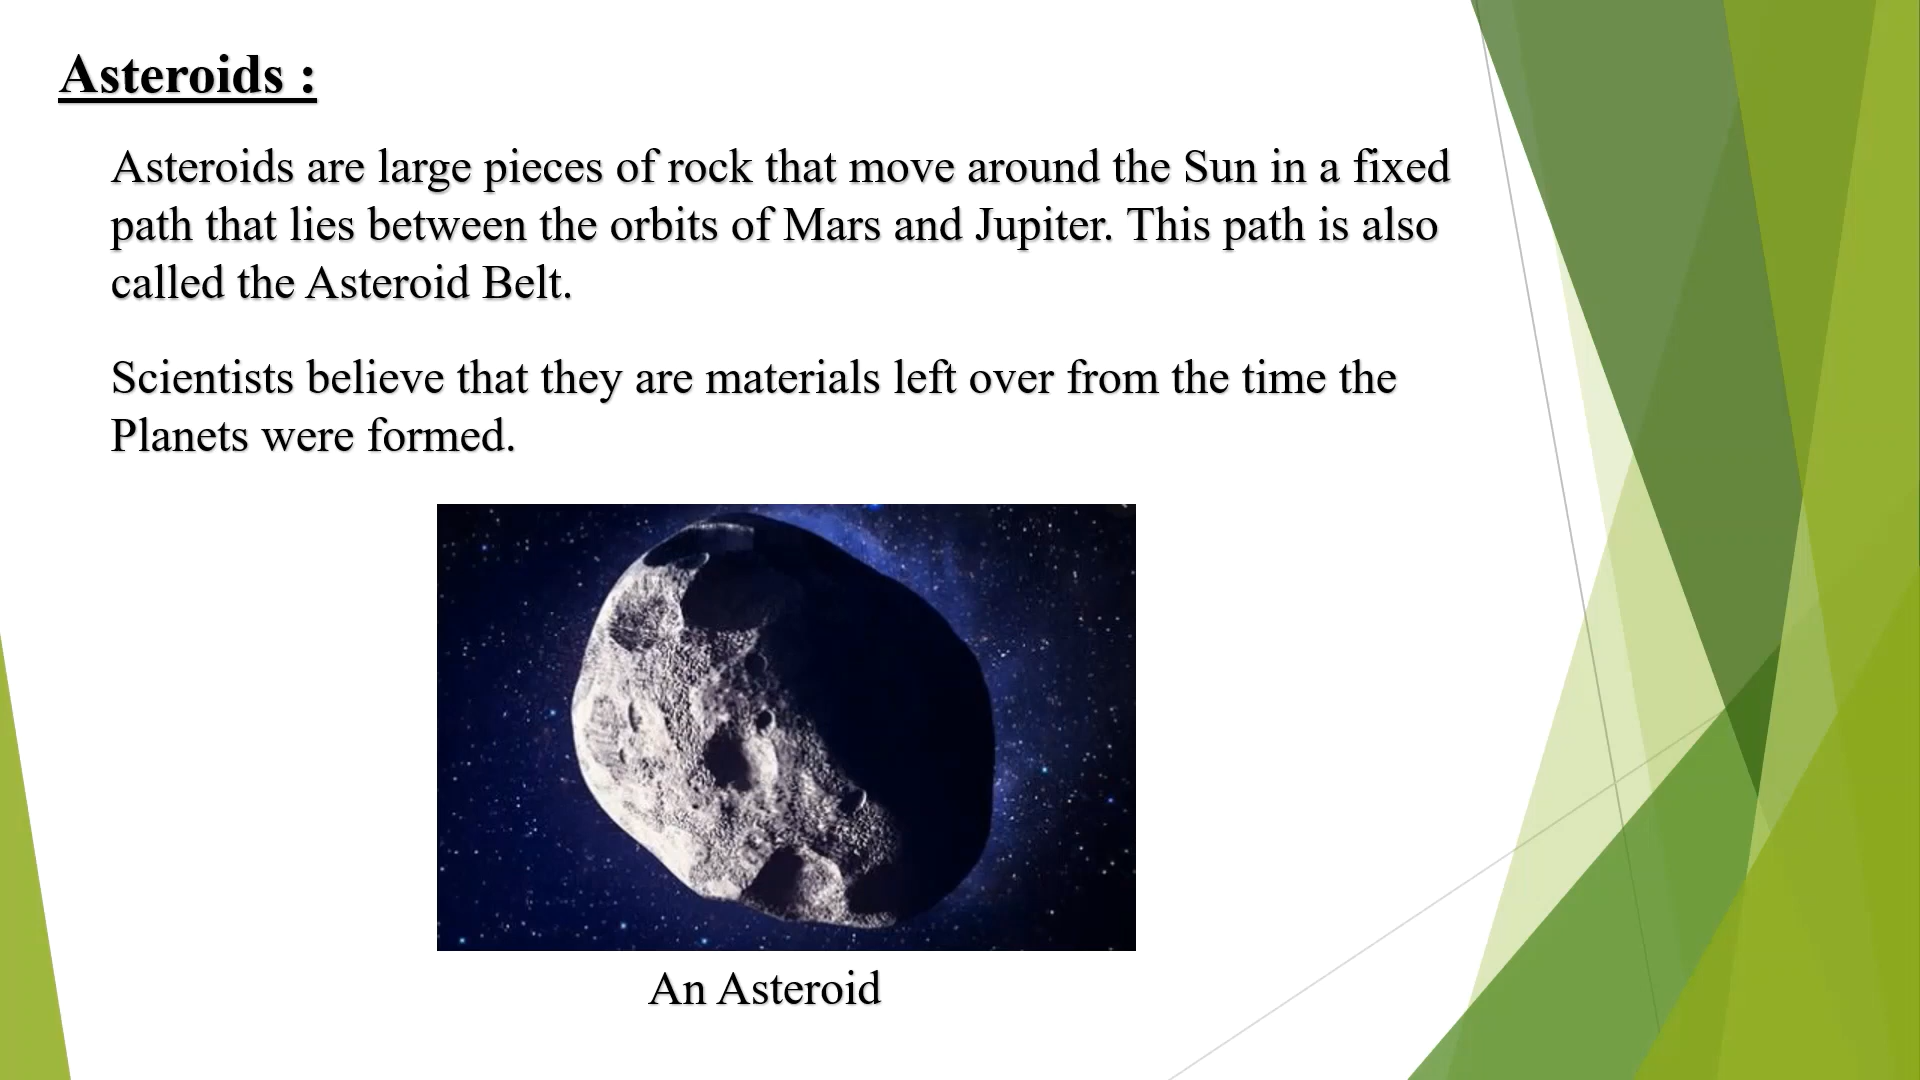 Asteroids :
Asteroids are large pieces of rock that move around the Sun in a fixed
path that lies between the orbits of Mars and Jupiter. This path is also
called the Asteroid Belt.
Scientists believe that they are materials left over from the time the
Planets were formed.
An Asteroid